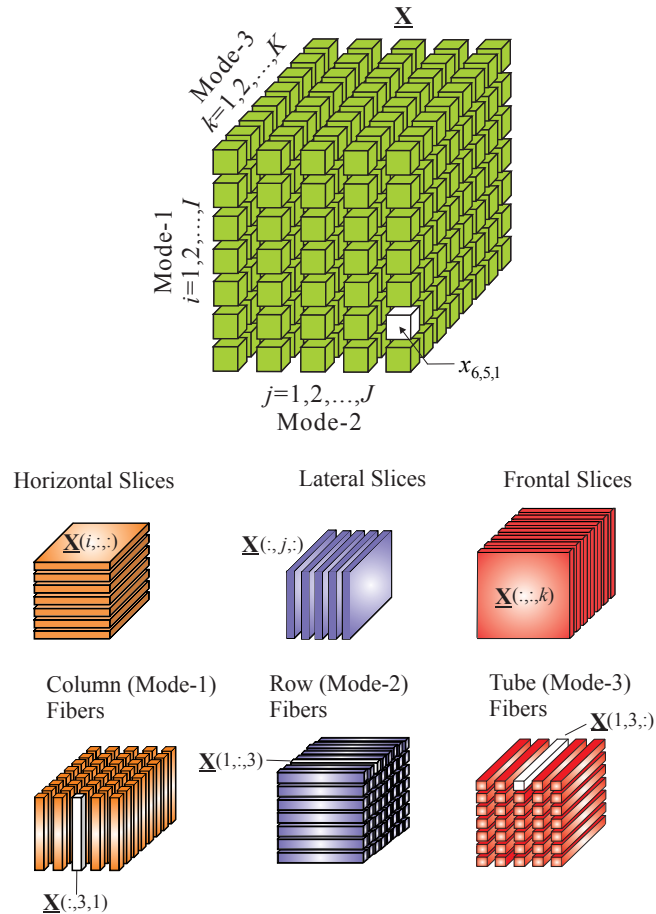 X
Mode-3
k=1,2,...,K
Mode-1
i=1,2,...,I
x6,5,1
j=1,2,...,J
Mode-2
Horizontal Slices
Lateral Slices
Frontal Slices
X(i,:,:)
X(:,j,:)
X(:,:,k)
Column (Mode-1)
Fibers
Row (Mode-2)
Fibers
Tube (Mode-3)
Fibers
X(1,3,:)
X(1,:,3)
X(:,3,1)